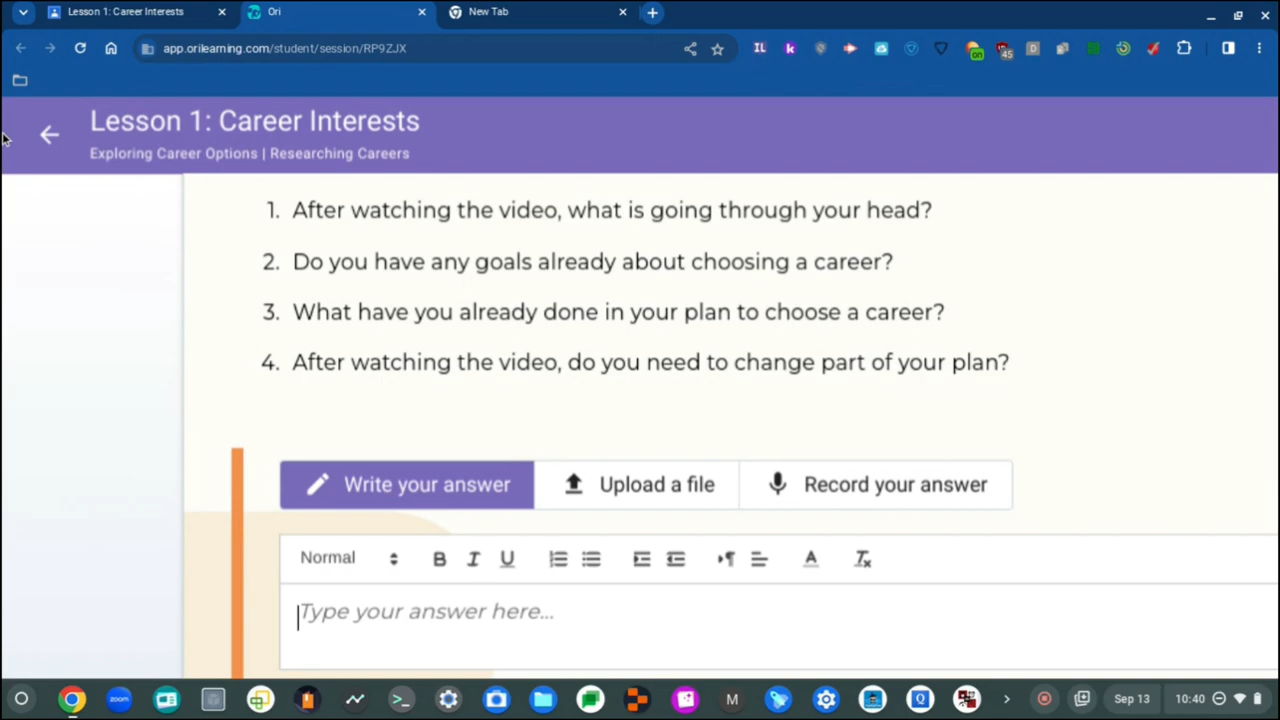 Lesson 1: Career Interests
Ori
New Tab
app.orilearning.com/student/session/RP9ZJX
IL
k
D
on
45
Lesson 1: Career Interests
Exploring Career Options | Researching Careers
1. After watching the video, what is going through your head?
2. Do you have any goals already about choosing a career?
3. What have you already done in your plan to choose a career?
4. After watching the video, do you need to change part of your plan?
Write your answer
Upload a file
Record your answer
Normal
B I U
A
Type your answer here...
zoom
M
Q
Sep 13
10:40